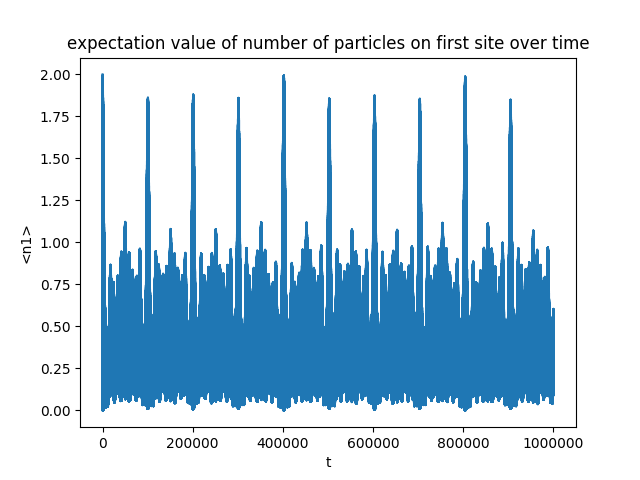 expectation value of number of particles on first site over time
2.00
1.75
1.50
1.25
1.00
0.75
0.50
0.25
0.00
<n1>
0 200000 400000 600000 800000 1000000
t